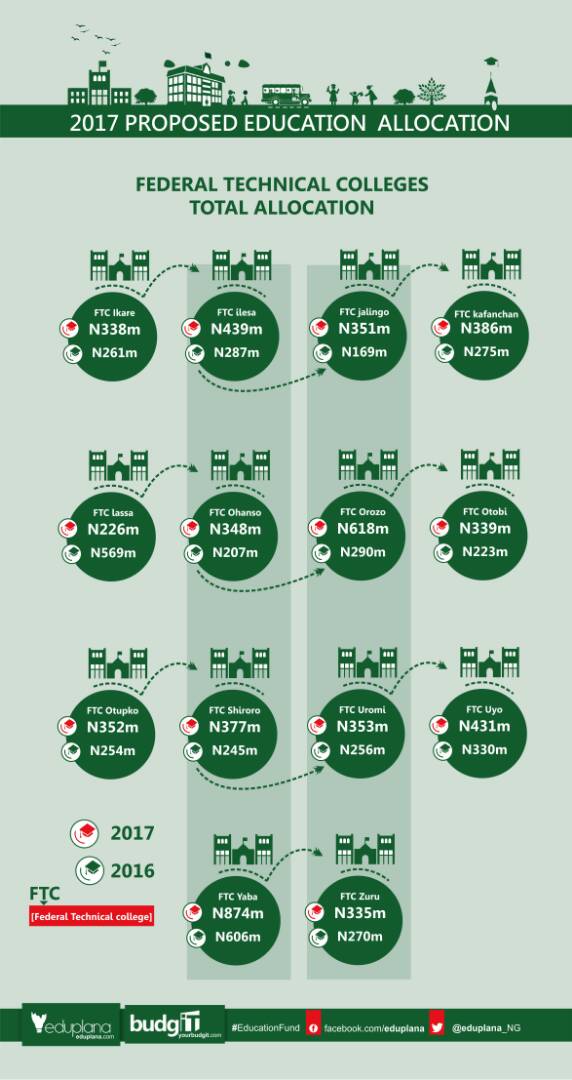 2017 PROPOSED EDUCATION ALLOCATION
FEDERAL TECHNICAL COLLEGES
TOTAL ALLOCATION
FTC Ikare
N338m
N261m
FTC ilesa
N439m
N287m
FTC jalingo
N351m
N169m
FTC kafanchan
N386m
N275m
FTC lassa
N226m
N569m
FTC Ohanso
N348m
N207m
FTC Orozo
N618m
N290m
FTC Otobi
N339m
N223m
FTC Otupko
N352m
N254m
FTC Shiroro
N377m
N245m
FTC Uromi
N353m
N256m
FTC Uyo
N431m
N330m
FTC Yaba
N874m
N606m
FTC Zuru
N335m
N270m
2017
2016
FTC
[Federal Technical college]
eduplana
eduplana.com
budgIT
yourbudgit.com
#EducationFund
facebook.com/eduplana
@eduplana_NG